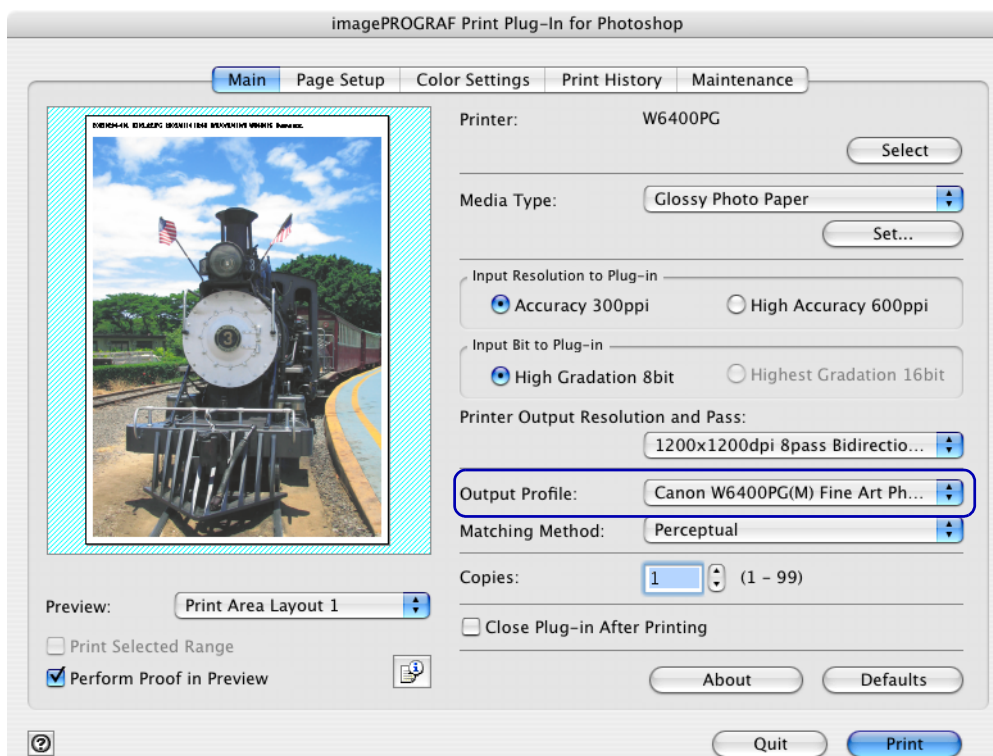 imagePROGRAF Print Plug-In for Photoshop
Main Page Setup Color Settings Print History Maintenance
Printer: W6400PG
Select
Media Type: Glossy Photo Paper
Set...
Input Resolution to Plug-in
Accuracy 300ppi High Accuracy 600ppi
Input Bit to Plug-in
High Gradation 8bit Highest Gradation 16bit
Printer Output Resolution and Pass:
1200x1200dpi 8pass Bidirectio...
Output Profile: Canon W6400PG(M) Fine Art Ph...
Matching Method: Perceptual
Copies: 1 (1 - 99)
Close Plug-in After Printing
3
Preview: Print Area Layout 1
Print Selected Range
Perform Proof in Preview
About Defaults
Quit Print